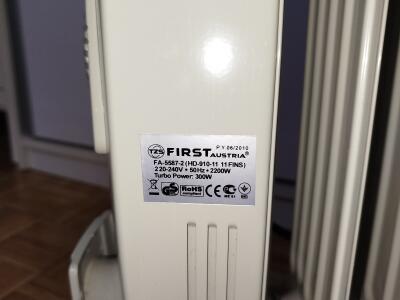 TZS FIRST AUSTRIA® P.Y 06/2010
FA-5587-2 (HD-910-11 11FINS)
220-240V • 50Hz • 2200W
Turbo Power: 300W
RoHS